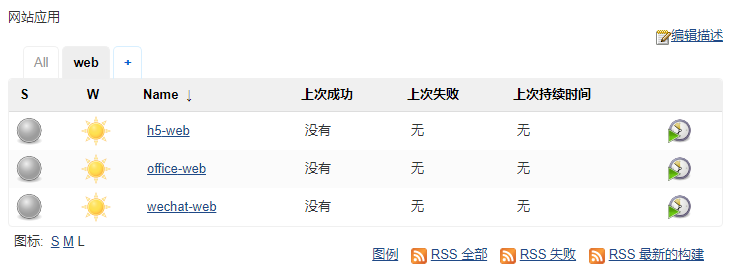 网站应用
编辑描述
All web +
S W Name ↓ 上次成功 上次失败 上次持续时间
h5-web 没有 无 无
office-web 没有 无 无
wechat-web 没有 无 无
图标: S M L
图例 RSS 全部 RSS 失败 RSS 最新的构建